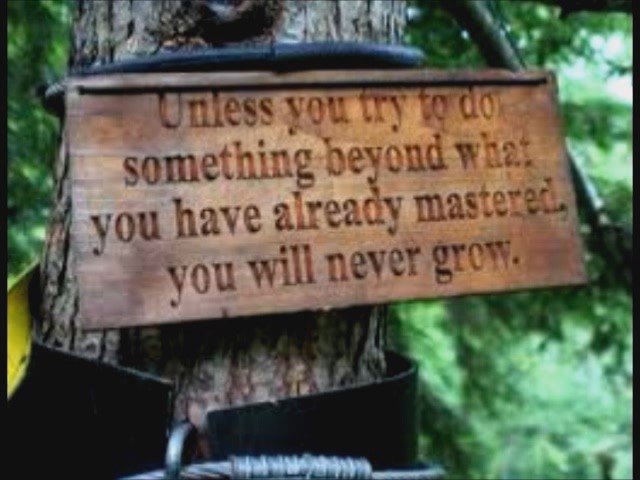 Unless you try to do
something beyond what
you have already mastered,
you will never grow.